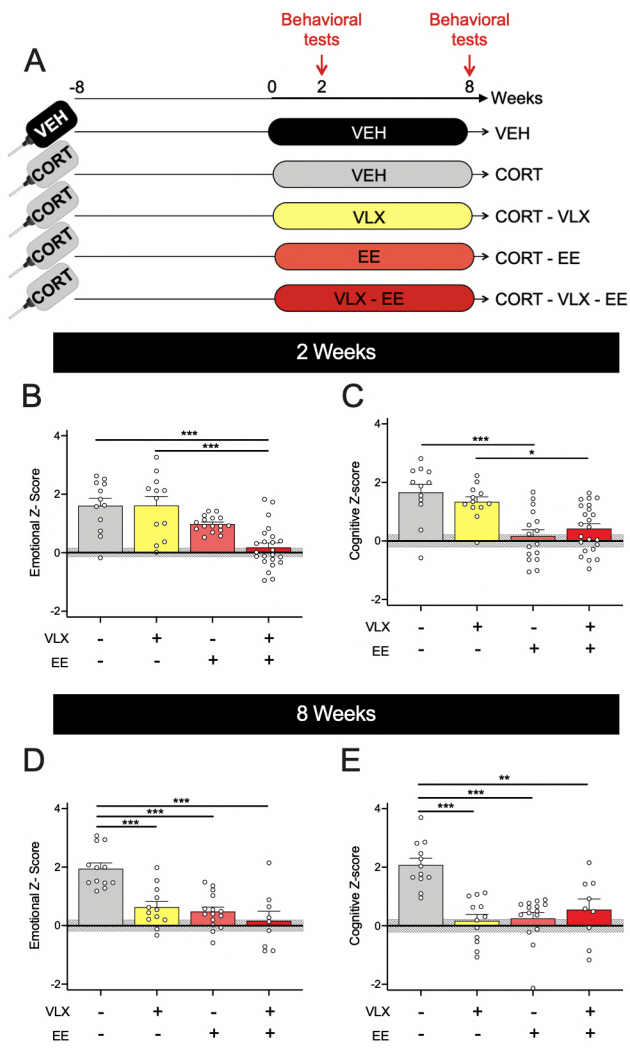 Behavioral tests
Behavioral tests
A
-8 0 2 8 Weeks
VEH VEH VEH
CORT VEH CORT
CORT VLX CORT - VLX
CORT EE CORT - EE
CORT VLX - EE CORT - VLX - EE
2 Weeks
B
Emotional Z- Score
4
***
***
2
0
-2
VLX - + - +
EE - - + +
C
Cognitive Z-score
4
***
*
2
0
-2
VLX - + - +
EE - - + +
8 Weeks
D
Emotional Z- Score
4
***
***
***
2
0
-2
VLX - + - +
EE - - + +
E
Cognitive Z-score
**
***
4
***
2
0
-2
VLX - + - +
EE - - + +